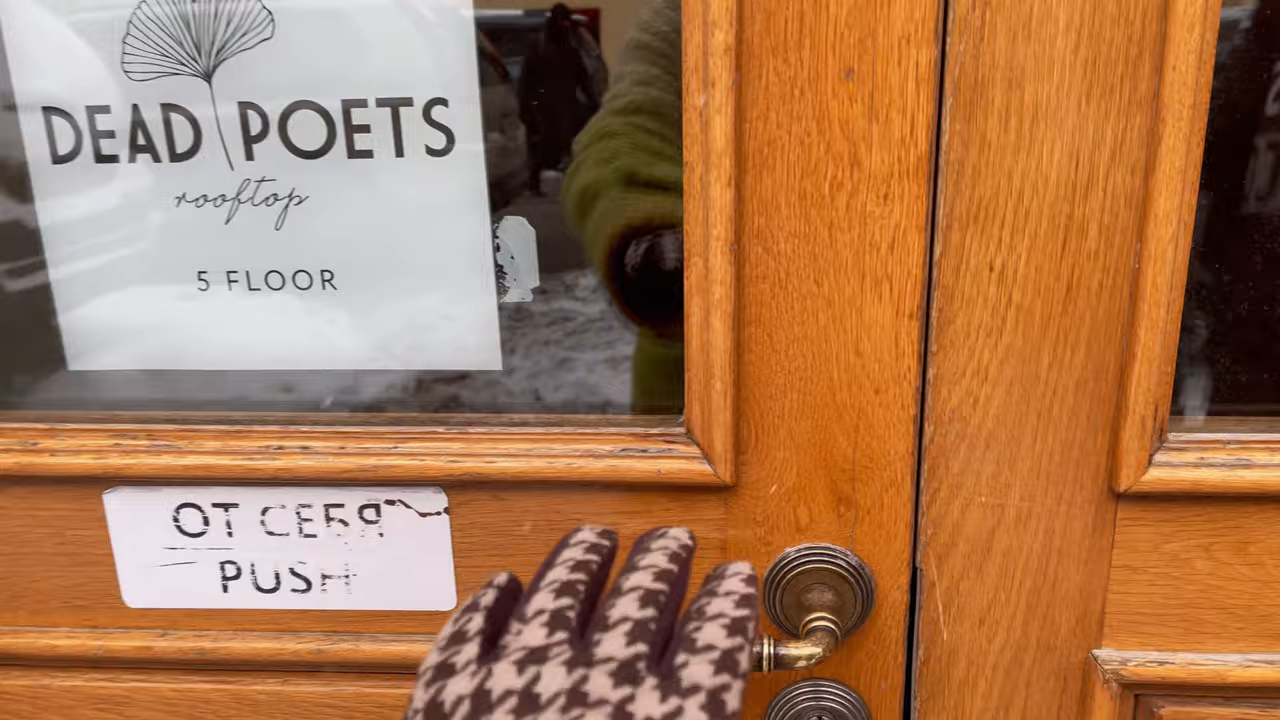 DEAD POETS
rooftop
5 FLOOR
ОТ СЕБЯ
PUSH